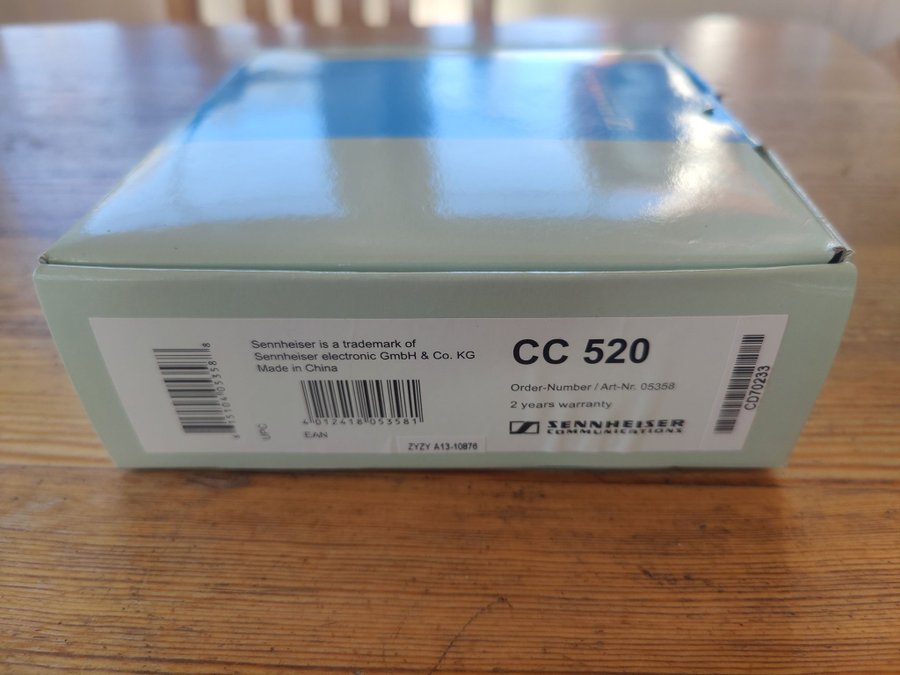 Sennheiser is a trademark of
Sennheiser electronic GmbH & Co. KG
Made in China
UPC
4 012418 053581
EAN
ZYZY A13-10876
CC 520
Order-Number / Art-Nr. 05358
2 years warranty
SENNHEISER
COMMUNICATIONS
CD70233